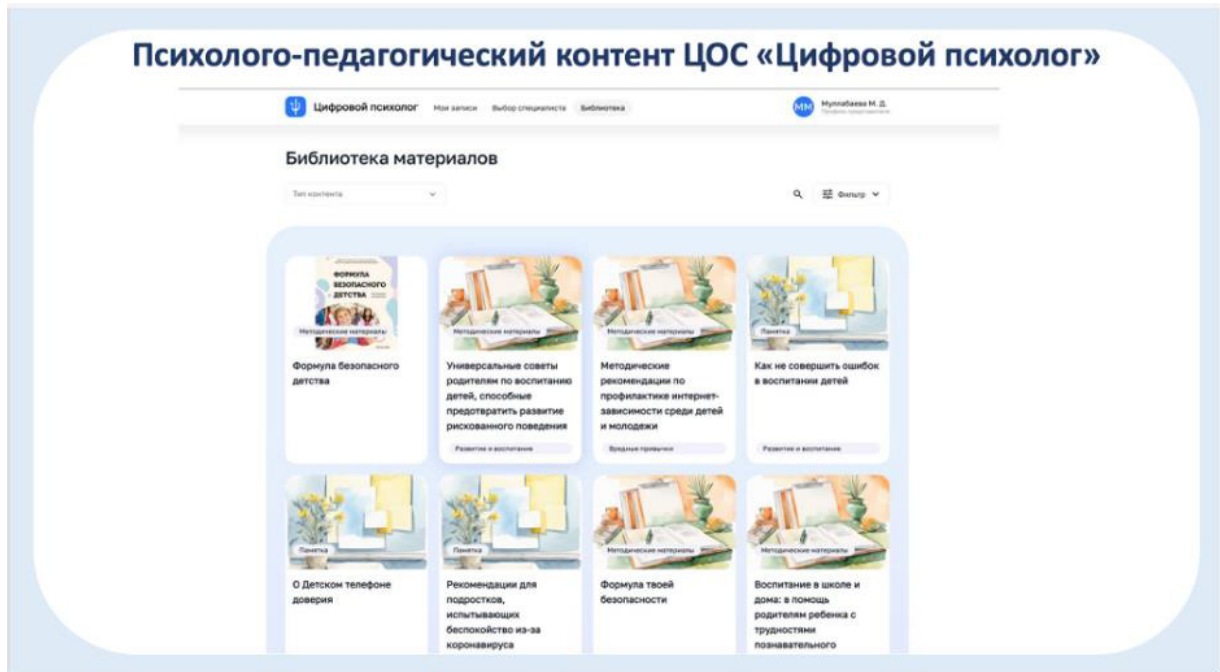 Психолого-педагогический контент ЦОС «Цифровой психолог»
Цифровой психолог Мои записи Выбор специалиста Библиотека
ММ Муллабаева М. Д.
Библиотека материалов
Тип контента Фильтр
ФОРМУЛА
БЕЗОПАСНОГО
ДЕТСТВА
Методические материалы
Формула безопасного
детства
Методические материалы
Универсальные советы
родителям по воспитанию
детей, способные
предотвратить развитие
рискованного поведения
Развитие и воспитание
Методические материалы
Методические
рекомендации по
профилактике интернет-
зависимости среди детей
и молодежи
Вредные привычки
Памятка
Как не совершить ошибок
в воспитании детей
Развитие и воспитание
Памятка
О Детском телефоне
доверия
Памятка
Рекомендации для
подростков,
испытывающих
беспокойство из-за
коронавируса
Методические материалы
Формула твоей
безопасности
Методические материалы
Воспитание в школе и
дома: в помощь
родителям ребенка с
трудностями
познавательного